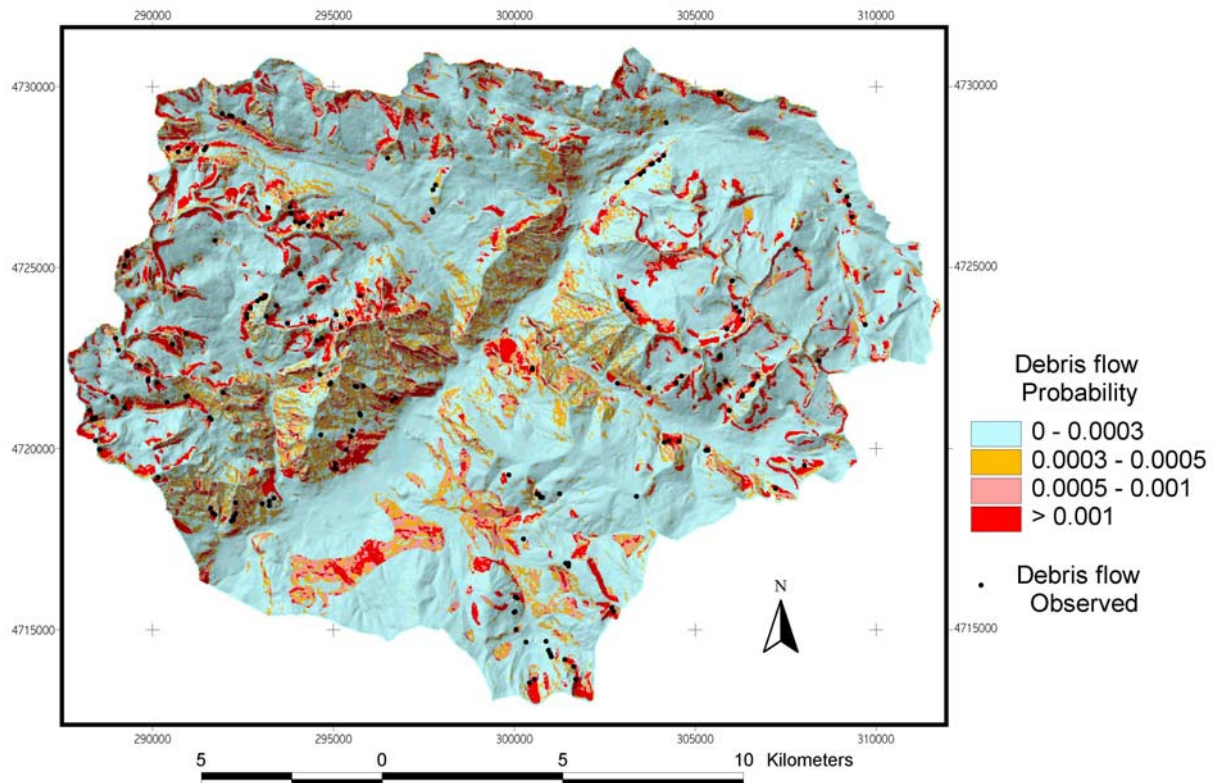 290000 295000 300000 305000 310000
4730000 4730000
4725000 4725000
4720000
4715000 4715000
290000 295000 300000 305000 310000
N
5 0 5 10 Kilometers
Debris flow
Probability
0 - 0.0003
0.0003 - 0.0005
0.0005 - 0.001
> 0.001
Debris flow
Observed